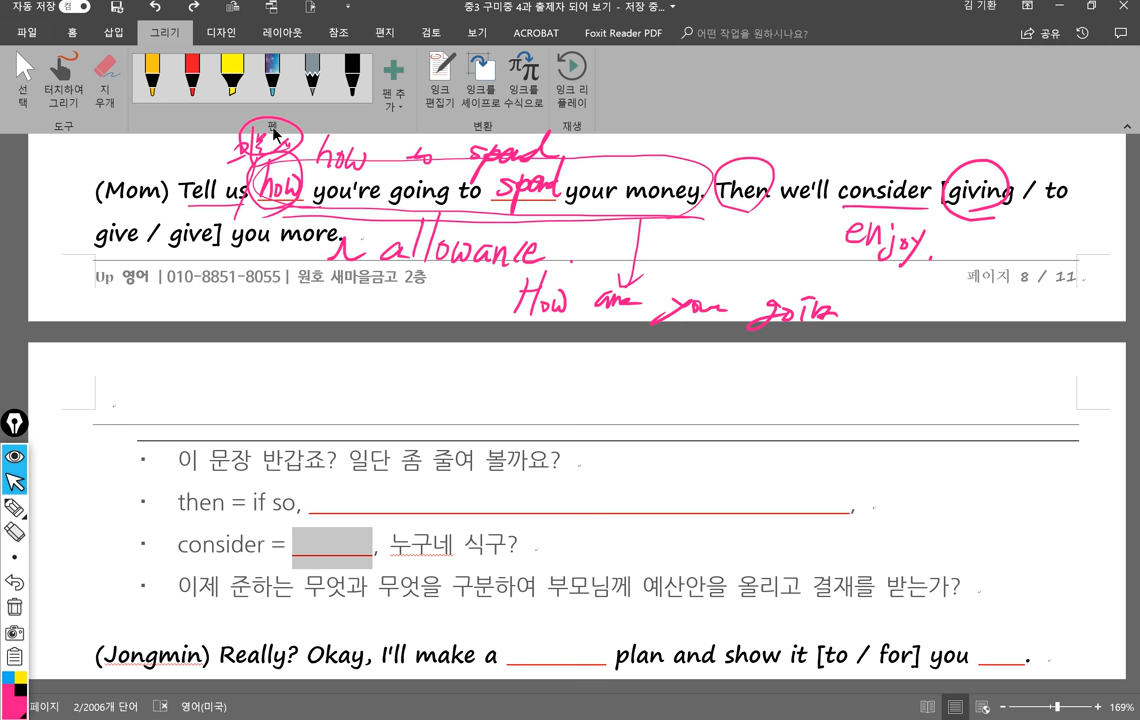 자동 저장 켬 중3 구미중 4과 출제자 되어 보기 - 저장 중... 김 기환
파일 홈 삽입 그리기 디자인 레이아웃 참조 편지 검토 보기 ACROBAT Foxit Reader PDF 어떤 작업을 원하시나요? 공유
선택 터치하여 그리기 지우개 펜 추가 잉크 편집기 잉크를 셰이프로 잉크를 수식으로 잉크 리플레이
도구 펜 변환 재생
how to spend
(Mom) Tell us how you're going to spend your money. Then we'll consider [giving / to
give / give] you more.
allowance. enjoy.
Up 영어 | 010-8851-8055 | 원호 새마을금고 2층 페이지 8 / 11
How are you going
· 이 문장 반갑죠? 일단 좀 줄여 볼까요?
· then = if so, ,
· consider = , 누구네 식구?
· 이제 준하는 무엇과 무엇을 구분하여 부모님께 예산안을 올리고 결재를 받는가?
(Jongmin) Really? Okay, I'll make a plan and show it [to / for] you .
페이지 2/2006개 단어 영어(미국) 169%